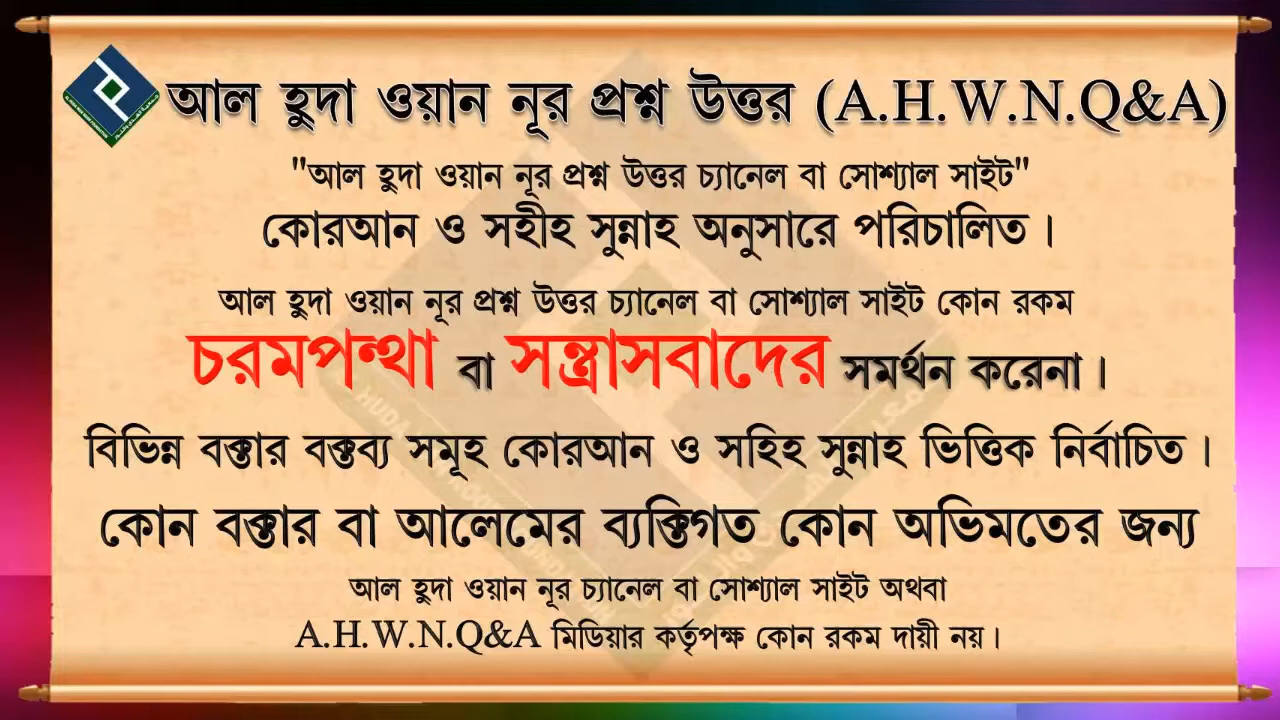 আল হুদা ওয়ান নূর প্রশ্ন উত্তর (A.H.W.N.Q&A)
"আল হুদা ওয়ান নূর প্রশ্ন উত্তর চ্যানেল বা সোশ্যাল সাইট"
কোরআন ও সহীহ সুন্নাহ অনুসারে পরিচালিত।
আল হুদা ওয়ান নূর প্রশ্ন উত্তর চ্যানেল বা সোশ্যাল সাইট কোন রকম
চরমপন্থা বা সন্ত্রাসবাদের সমর্থন করেনা।
বিভিন্ন বক্তার বক্তব্য সমূহ কোরআন ও সহিহ সুন্নাহ ভিত্তিক নির্বাচিত।
কোন বক্তার বা আলেমের ব্যক্তিগত কোন অভিমতের জন্য
আল হুদা ওয়ান নূর চ্যানেল বা সোশ্যাল সাইট অথবা
A.H.W.N.Q&A মিডিয়ার কর্তৃপক্ষ কোন রকম দায়ী নয়।